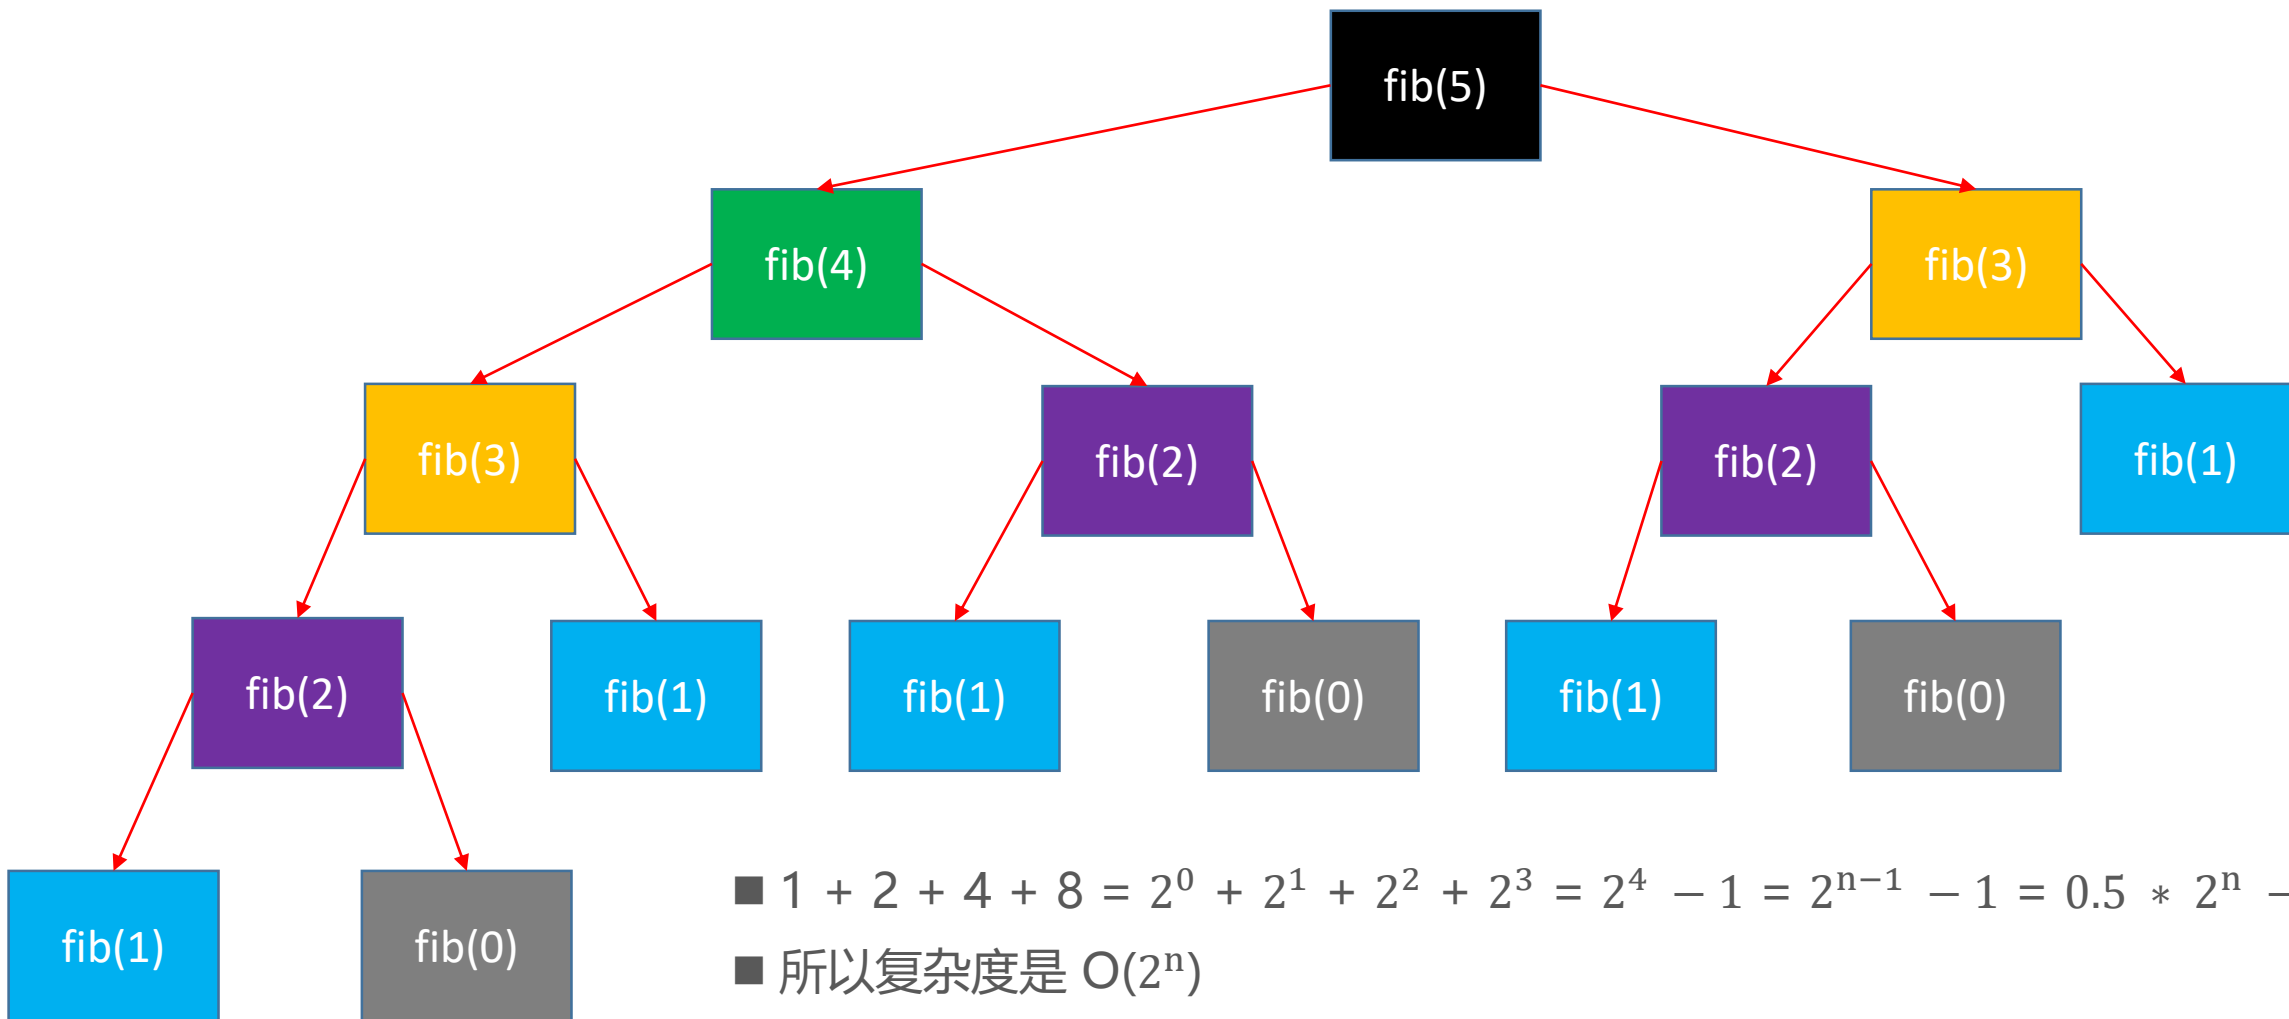 fib(5)
fib(4)
fib(3)
fib(3)
fib(2)
fib(2)
fib(1)
fib(2)
fib(1)
fib(1)
fib(0)
fib(1)
fib(0)
fib(1)
fib(0)
■ 1 + 2 + 4 + 8 = 2⁰ + 2¹ + 2² + 2³ = 2⁴ − 1 = 2ⁿ⁻¹ − 1 = 0.5 ∗ 2ⁿ −
■ 所以复杂度是 O(2ⁿ)